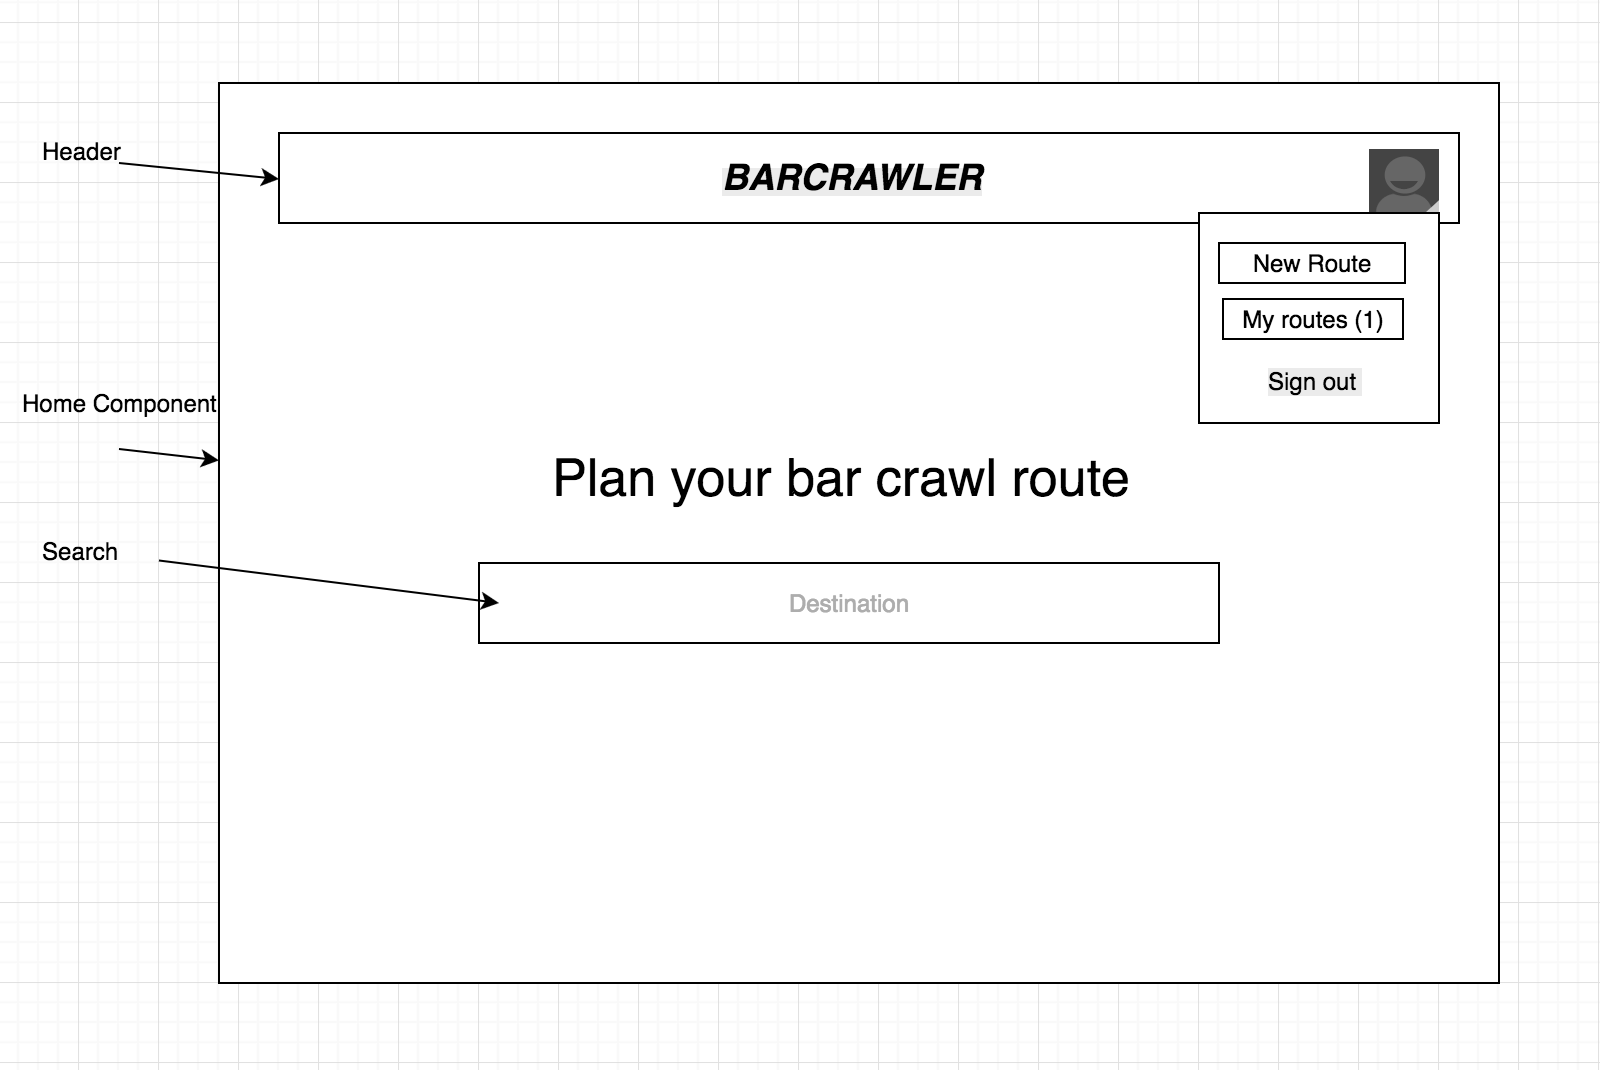 Header
BARCRAWLER
New Route
My routes (1)
Sign out
Home Component
Plan your bar crawl route
Search
Destination